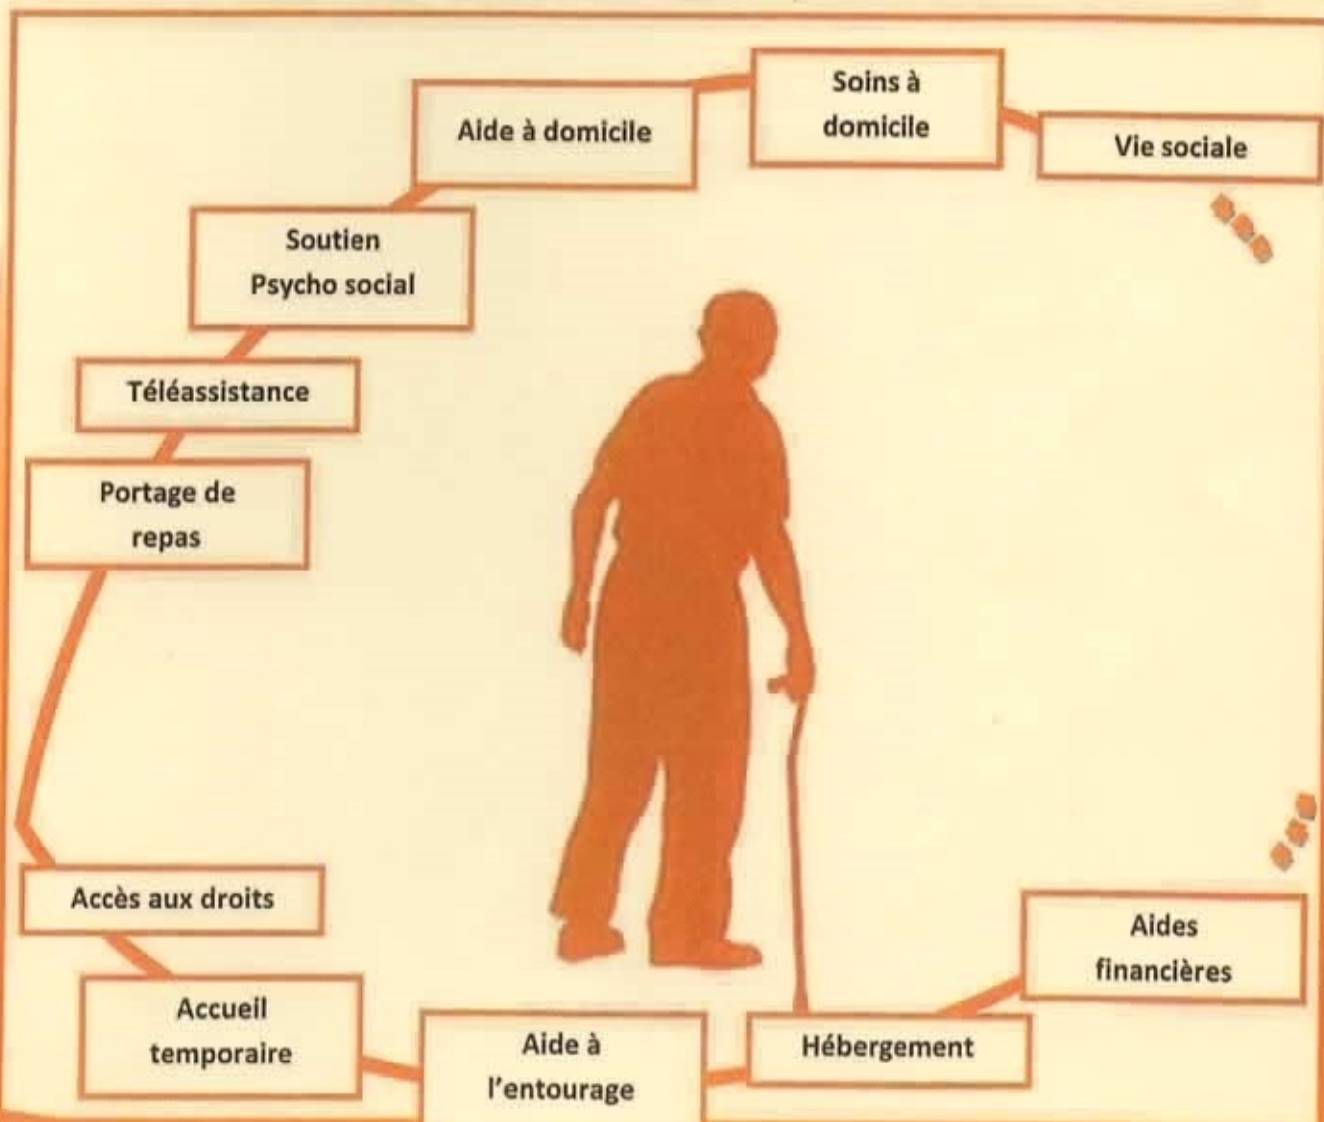 Aide à domicile
Soins à
domicile
Vie sociale
Soutien
Psycho social
Téléassistance
Portage de
repas
Accès aux droits
Accueil
temporaire
Aide à
l'entourage
Hébergement
Aides
financières